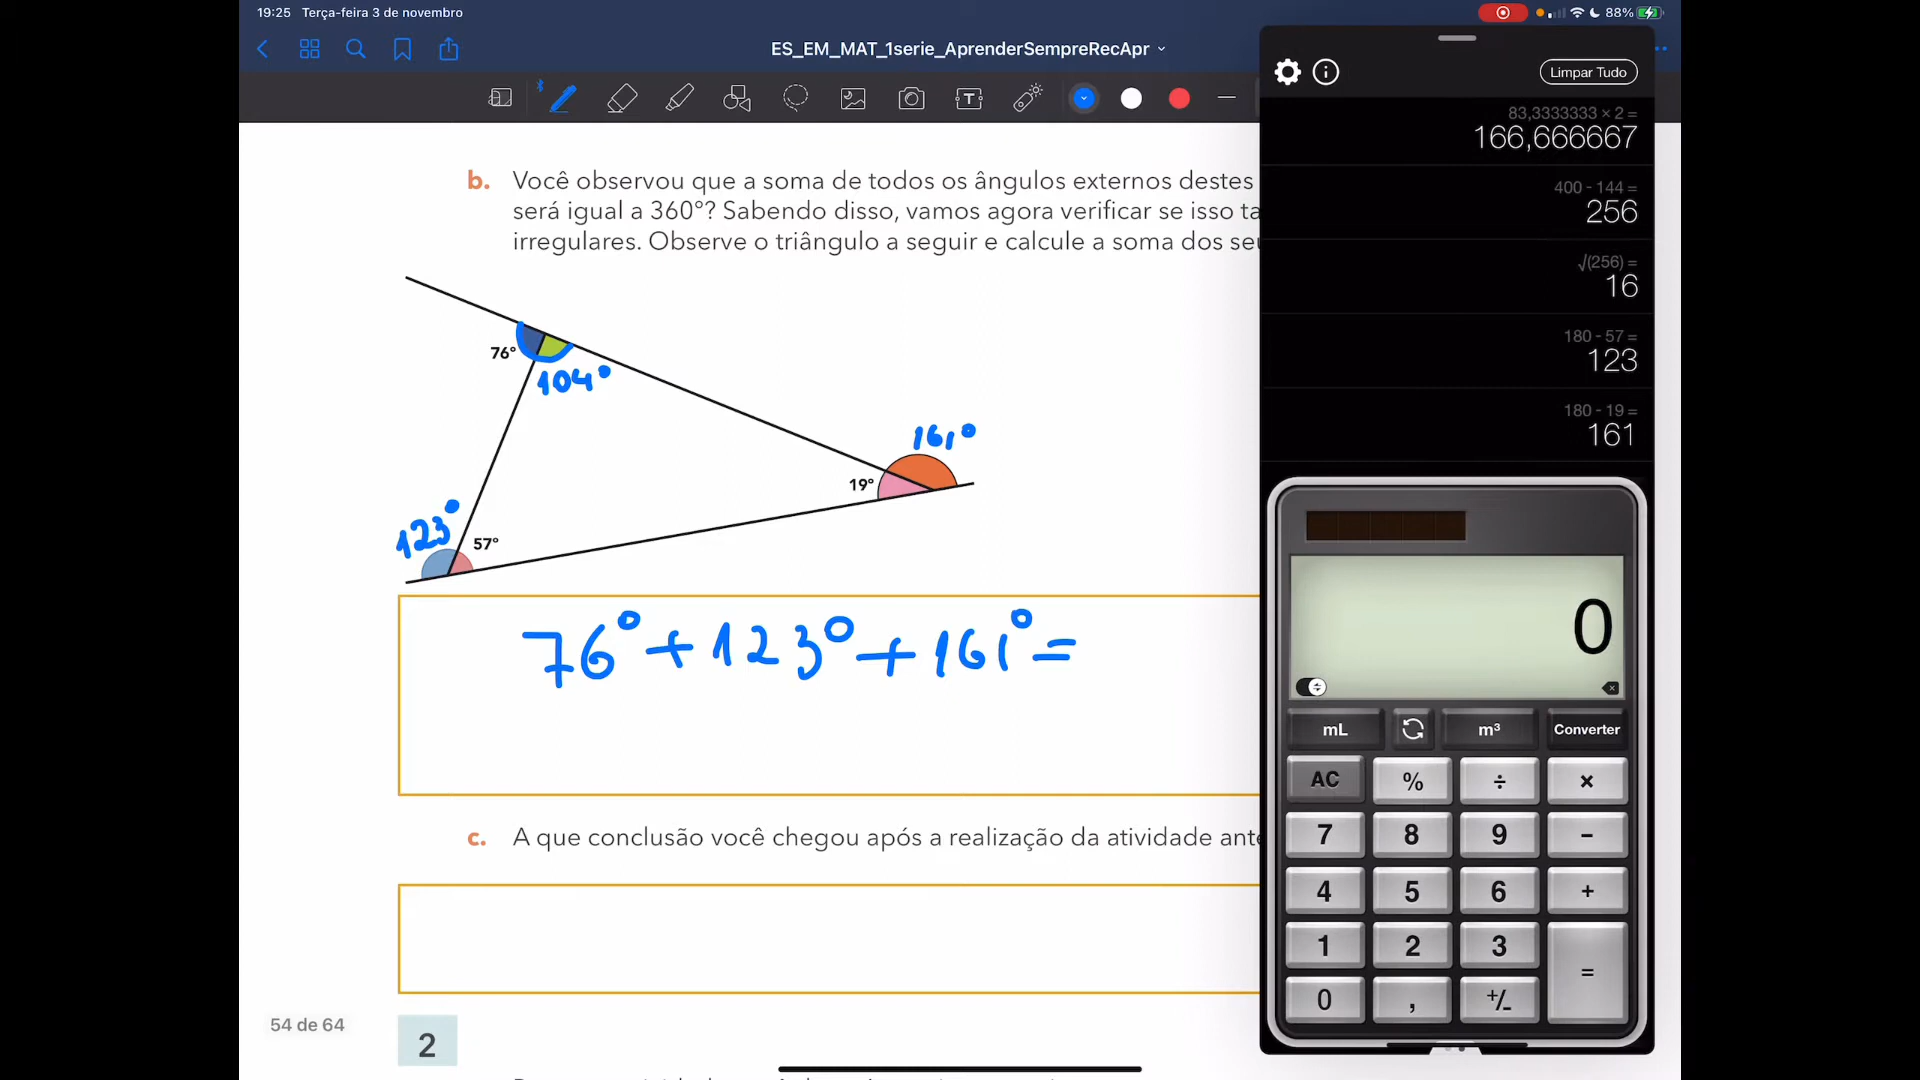 19:25 Terça-feira 3 de novembro
88%
ES_EM_MAT_1serie_AprenderSempreRecApr
b. Você observou que a soma de todos os ângulos externos destes
será igual a 360°? Sabendo disso, vamos agora verificar se isso ta
irregulares. Observe o triângulo a seguir e calcule a soma dos se
76°
104°
161°
19°
123°
57°
76° + 123° + 161° =
c. A que conclusão você chegou após a realização da atividade ante
54 de 64
2
Limpar Tudo
83,3333333 × 2 =
166,666667
400 - 144 =
256
√(256) =
16
180 - 57 =
123
180 - 19 =
161
0
mL m³ Converter
AC % ÷ ×
7 8 9 −
4 5 6 +
1 2 3 =
0 , +/−